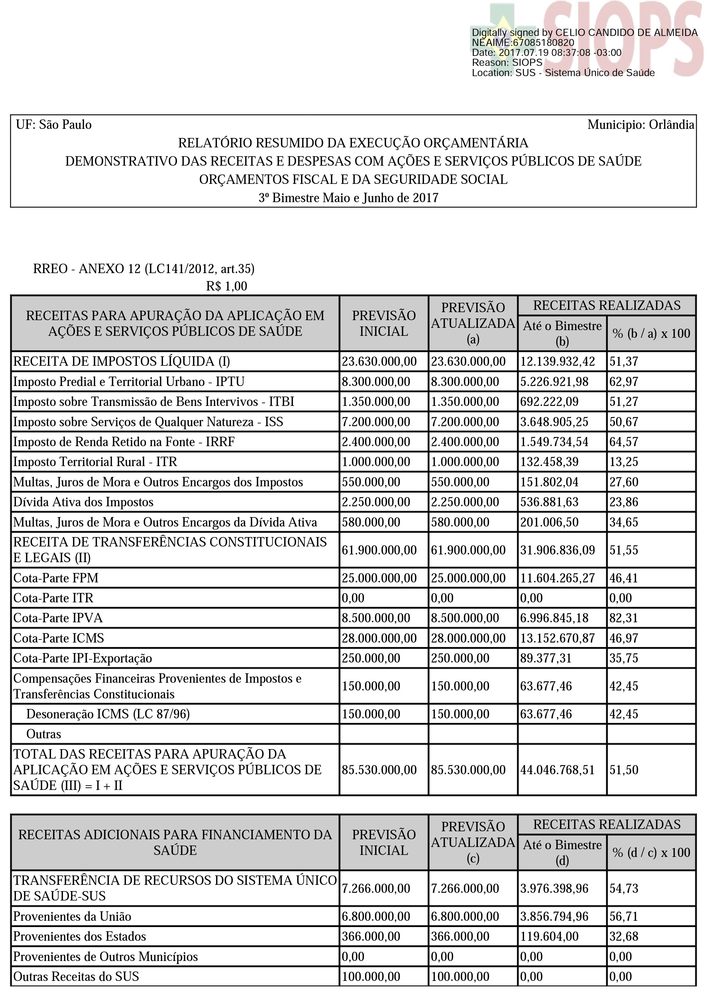 SIOPS
Digitally signed by CELIO CANDIDO DE ALMEIDA
NEAIME:67085180820
Date: 2017.07.19 08:37:08 -03:00
Reason: SIOPS
Location: SUS - Sistema Único de Saúde
UF: São Paulo Municipio: Orlândia
RELATÓRIO RESUMIDO DA EXECUÇÃO ORÇAMENTÁRIA
DEMONSTRATIVO DAS RECEITAS E DESPESAS COM AÇÕES E SERVIÇOS PÚBLICOS DE SAÚDE
ORÇAMENTOS FISCAL E DA SEGURIDADE SOCIAL
3º Bimestre Maio e Junho de 2017
RREO - ANEXO 12 (LC141/2012, art.35)
R$ 1,00
RECEITAS PARA APURAÇÃO DA APLICAÇÃO EM
AÇÕES E SERVIÇOS PÚBLICOS DE SAÚDE
PREVISÃO
INICIAL
PREVISÃO
ATUALIZADA
(a)
RECEITAS REALIZADAS
Até o Bimestre
(b)
% (b / a) x 100
RECEITA DE IMPOSTOS LÍQUIDA (I) 23.630.000,00 23.630.000,00 12.139.932,42 51,37
Imposto Predial e Territorial Urbano - IPTU 8.300.000,00 8.300.000,00 5.226.921,98 62,97
Imposto sobre Transmissão de Bens Intervivos - ITBI 1.350.000,00 1.350.000,00 692.222,09 51,27
Imposto sobre Serviços de Qualquer Natureza - ISS 7.200.000,00 7.200.000,00 3.648.905,25 50,67
Imposto de Renda Retido na Fonte - IRRF 2.400.000,00 2.400.000,00 1.549.734,54 64,57
Imposto Territorial Rural - ITR 1.000.000,00 1.000.000,00 132.458,39 13,25
Multas, Juros de Mora e Outros Encargos dos Impostos 550.000,00 550.000,00 151.802,04 27,60
Dívida Ativa dos Impostos 2.250.000,00 2.250.000,00 536.881,63 23,86
Multas, Juros de Mora e Outros Encargos da Dívida Ativa 580.000,00 580.000,00 201.006,50 34,65
RECEITA DE TRANSFERÊNCIAS CONSTITUCIONAIS
E LEGAIS (II) 61.900.000,00 61.900.000,00 31.906.836,09 51,55
Cota-Parte FPM 25.000.000,00 25.000.000,00 11.604.265,27 46,41
Cota-Parte ITR 0,00 0,00 0,00 0,00
Cota-Parte IPVA 8.500.000,00 8.500.000,00 6.996.845,18 82,31
Cota-Parte ICMS 28.000.000,00 28.000.000,00 13.152.670,87 46,97
Cota-Parte IPI-Exportação 250.000,00 250.000,00 89.377,31 35,75
Compensações Financeiras Provenientes de Impostos e
Transferências Constitucionais 150.000,00 150.000,00 63.677,46 42,45
Desoneração ICMS (LC 87/96) 150.000,00 150.000,00 63.677,46 42,45
Outras
TOTAL DAS RECEITAS PARA APURAÇÃO DA
APLICAÇÃO EM AÇÕES E SERVIÇOS PÚBLICOS DE 85.530.000,00 85.530.000,00 44.046.768,51 51,50
SAÚDE (III) = I + II
RECEITAS ADICIONAIS PARA FINANCIAMENTO DA
SAÚDE
PREVISÃO
INICIAL
PREVISÃO
ATUALIZADA
(c)
RECEITAS REALIZADAS
Até o Bimestre
(d)
% (d / c) x 100
TRANSFERÊNCIA DE RECURSOS DO SISTEMA ÚNICO
DE SAÚDE-SUS 7.266.000,00 7.266.000,00 3.976.398,96 54,73
Provenientes da União 6.800.000,00 6.800.000,00 3.856.794,96 56,71
Provenientes dos Estados 366.000,00 366.000,00 119.604,00 32,68
Provenientes de Outros Municípios 0,00 0,00 0,00 0,00
Outras Receitas do SUS 100.000,00 100.000,00 0,00 0,00